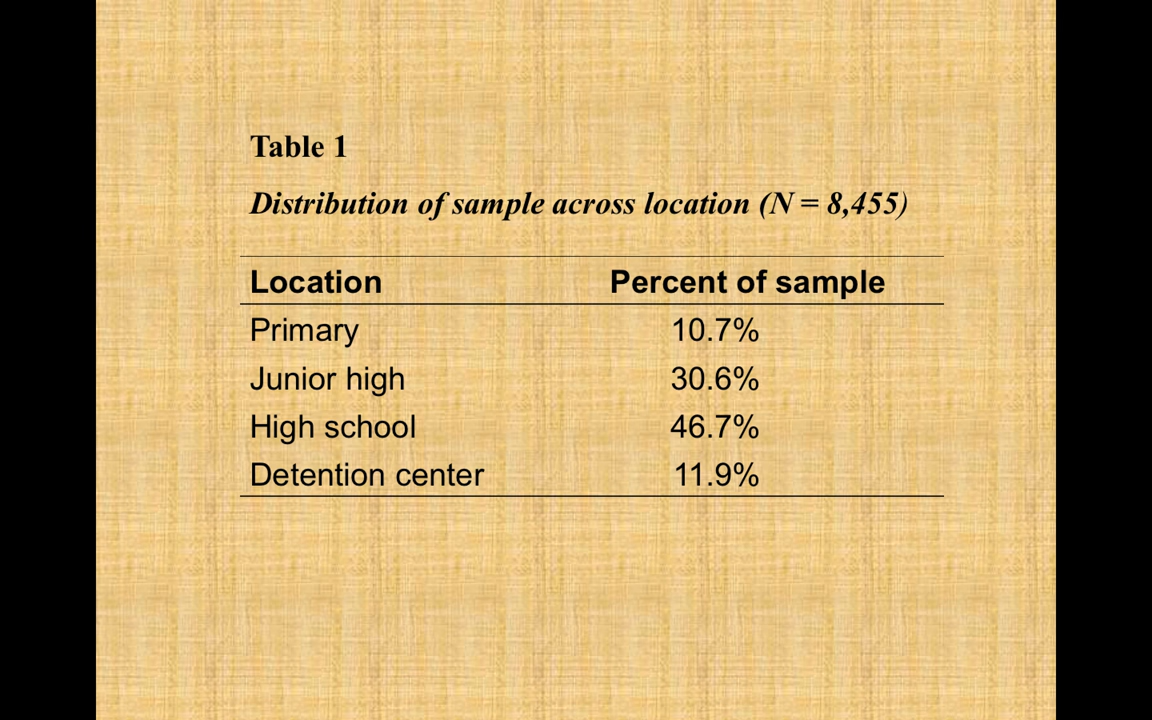 Table 1
Distribution of sample across location (N = 8,455)
Location Percent of sample
Primary 10.7%
Junior high 30.6%
High school 46.7%
Detention center 11.9%